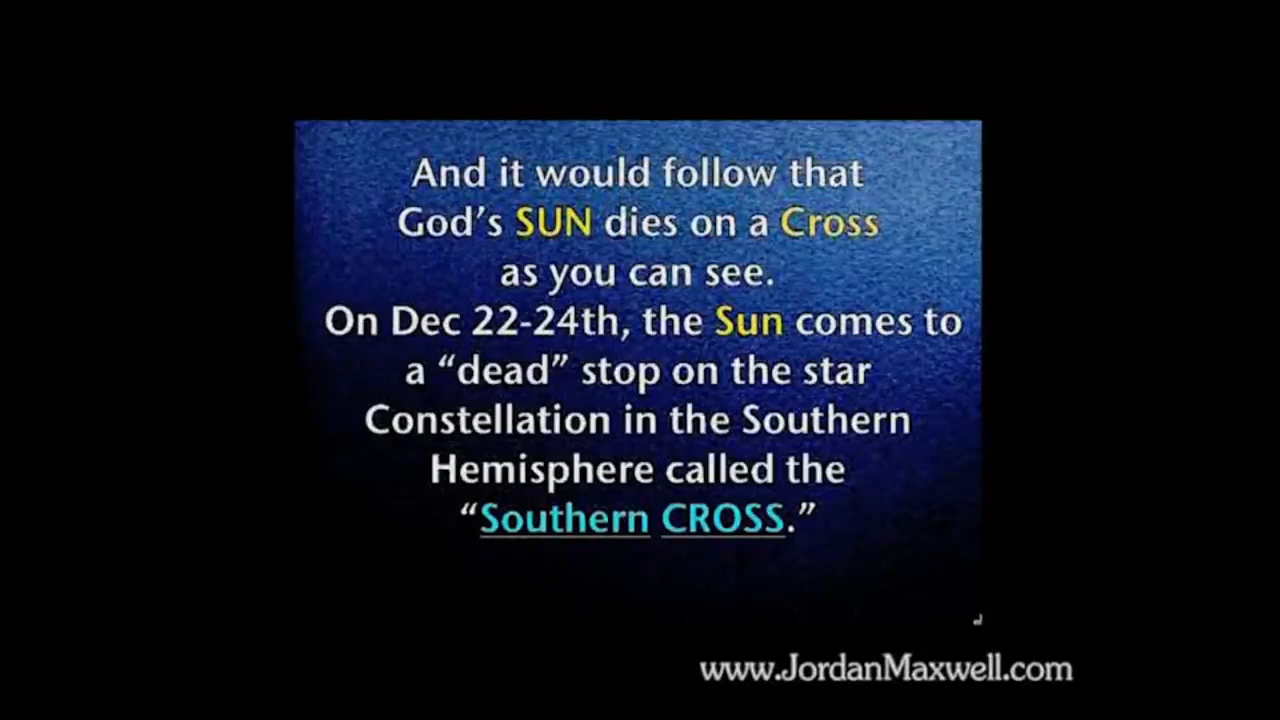 And it would follow that
God's SUN dies on a Cross
as you can see.
On Dec 22-24th, the Sun comes to
a “dead” stop on the star
Constellation in the Southern
Hemisphere called the
“Southern CROSS.”
www.JordanMaxwell.com